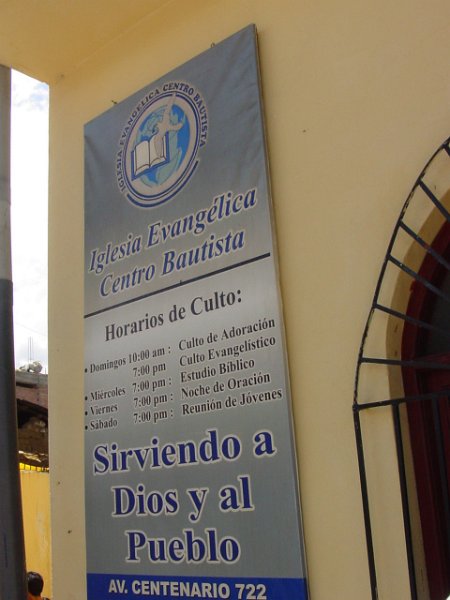 IGLESIA EVANGÉLICA CENTRO BAUTISTA
Iglesia Evangélica
Centro Bautista
Horarios de Culto:
• Domingos 10:00 am : Culto de Adoración
7:00 pm Culto Evangelístico
• Miércoles 7:00 pm : Estudio Bíblico
• Viernes 7:00 pm : Noche de Oración
• Sábado 7:00 pm : Reunión de Jóvenes
Sirviendo a
Dios y al
Pueblo
AV. CENTENARIO 722